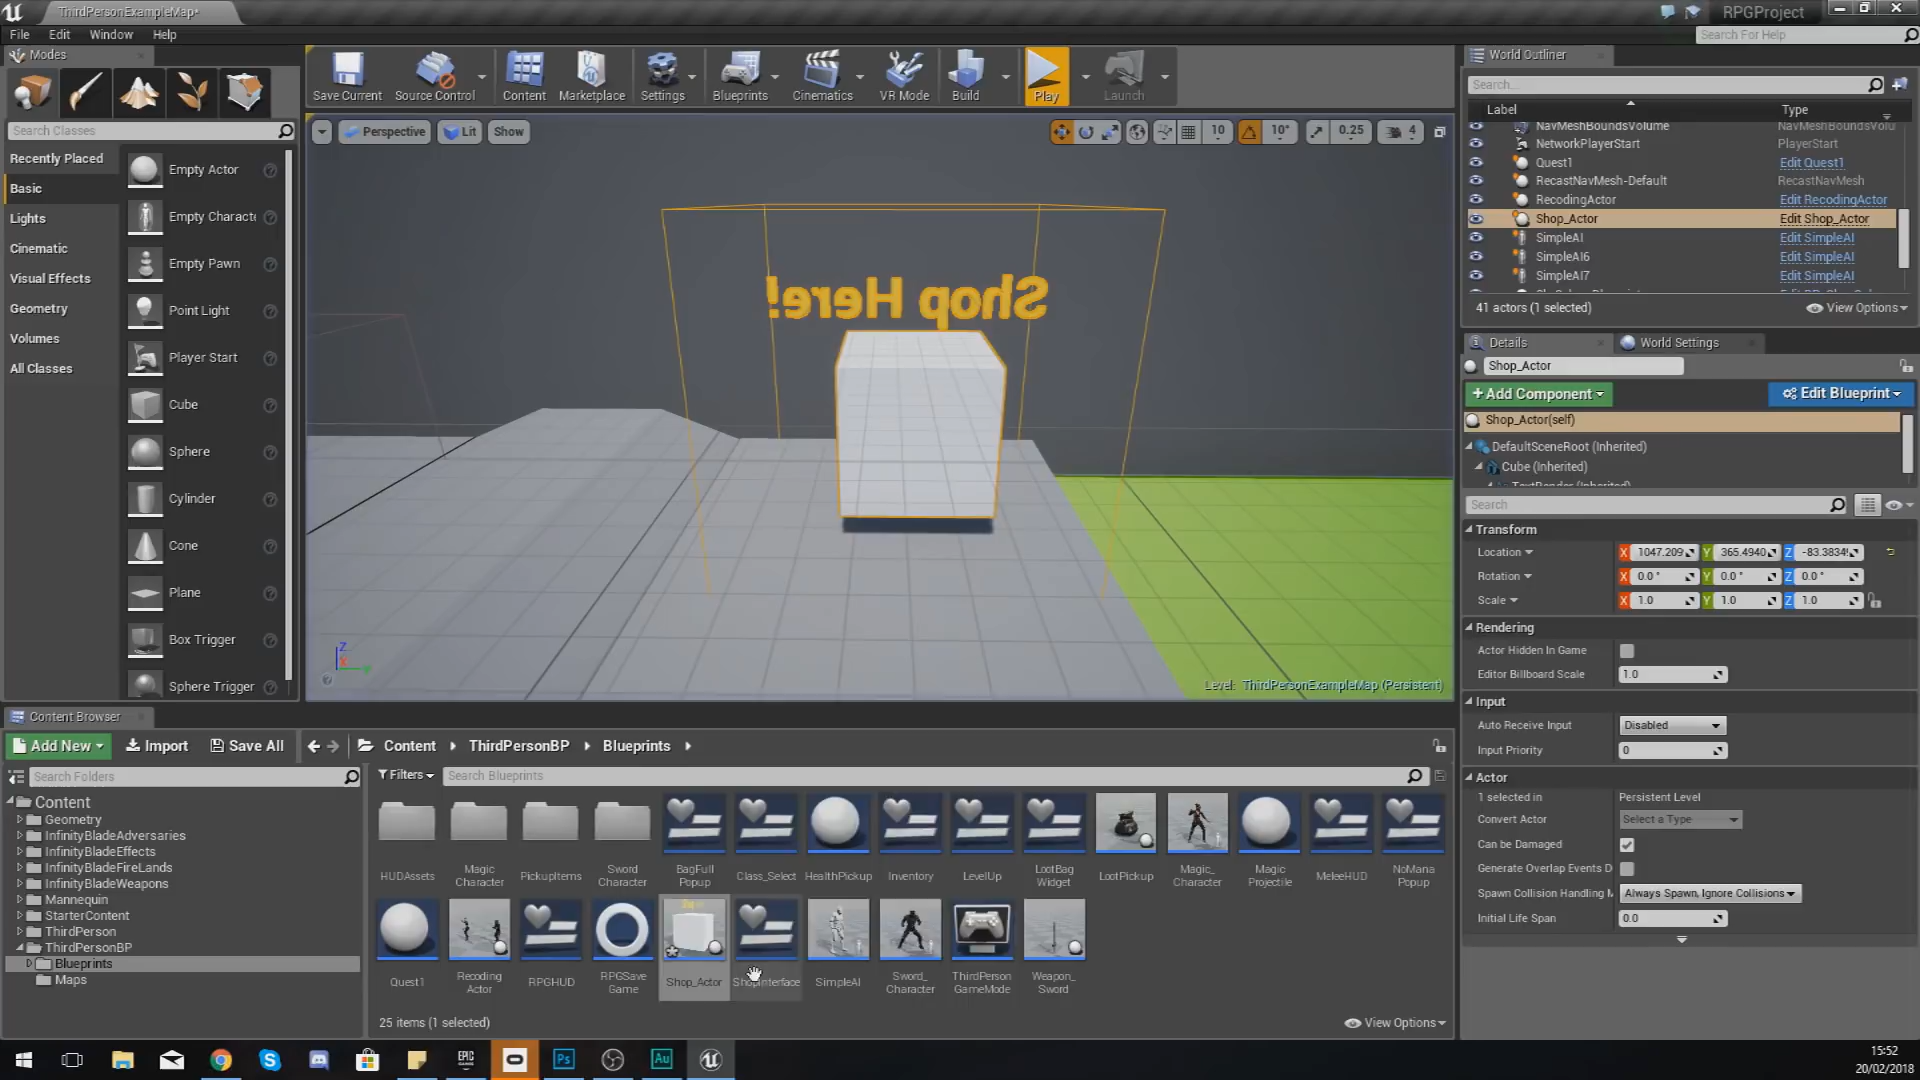 ThirdPersonExampleMap*
RPGProject
File Edit Window Help
Search For Help
Modes
Search Classes
Recently Placed
Basic
Lights
Cinematic
Visual Effects
Geometry
Volumes
All Classes
Empty Actor
Empty Charact
Empty Pawn
Point Light
Player Start
Cube
Sphere
Cylinder
Cone
Plane
Box Trigger
Sphere Trigger
Save Current
Source Control
Content
Marketplace
Settings
Blueprints
Cinematics
VR Mode
Build
Play
Launch
Perspective Lit Show
10 10° 0.25 4
Shop Here!
Z
X
Level: ThirdPersonExampleMap (Persistent)
World Outliner
Search...
Label Type
NavMeshBoundsVolume NavMeshBoundsVolu
NetworkPlayerStart PlayerStart
Quest1 Edit Quest1
RecastNavMesh-Default RecastNavMesh
RecodingActor Edit RecodingActor
Shop_Actor Edit Shop_Actor
SimpleAI Edit SimpleAI
SimpleAI6 Edit SimpleAI
SimpleAI7 Edit SimpleAI
41 actors (1 selected) View Options
Details World Settings
Shop_Actor
+Add Component Edit Blueprint
Shop_Actor(self)
DefaultSceneRoot (Inherited)
Cube (Inherited)
TextRender (Inherited)
Search
Transform
Location X 1047.209 Y 365.4940 Z
Rotation X 0.0 ° Y 0.0 ° Z 0.0 °
Scale X 1.0 Y 1.0 Z 1.0
Rendering
Actor Hidden In Game
Editor Billboard Scale 1.0
Input
Auto Receive Input Disabled
Input Priority 0
Actor
1 selected in Persistent Level
Convert Actor Select a Type
Can be Damaged
Generate Overlap Events D
Spawn Collision Handling M Always Spawn, Ignore Collisions
Initial Life Span 0.0
Content Browser
Add New Import Save All Content ThirdPersonBP Blueprints
Search Folders
Filters Search Blueprints
Content
Geometry
InfinityBladeAdversaries
InfinityBladeEffects
InfinityBladeFireLands
InfinityBladeWeapons
Mannequin
StarterContent
ThirdPerson
ThirdPersonBP
Blueprints
Maps
HUDAssets
Magic Character
PickupItems
Sword Character
BagFull Popup
Class_Select
HealthPickup
Inventory
LevelUp
LootBag Widget
LootPickup
Magic_ Character
Magic Projectile
MeleeHUD
NoMana Popup
Quest1
Recoding Actor
RPGHUD
RPGSave Game
Shop_Actor
ShopInterface
SimpleAI
Sword_ Character
ThirdPerson GameMode
Weapon_ Sword
25 items (1 selected) View Options
EPIC
Ps
Au
15:52
20/02/2018